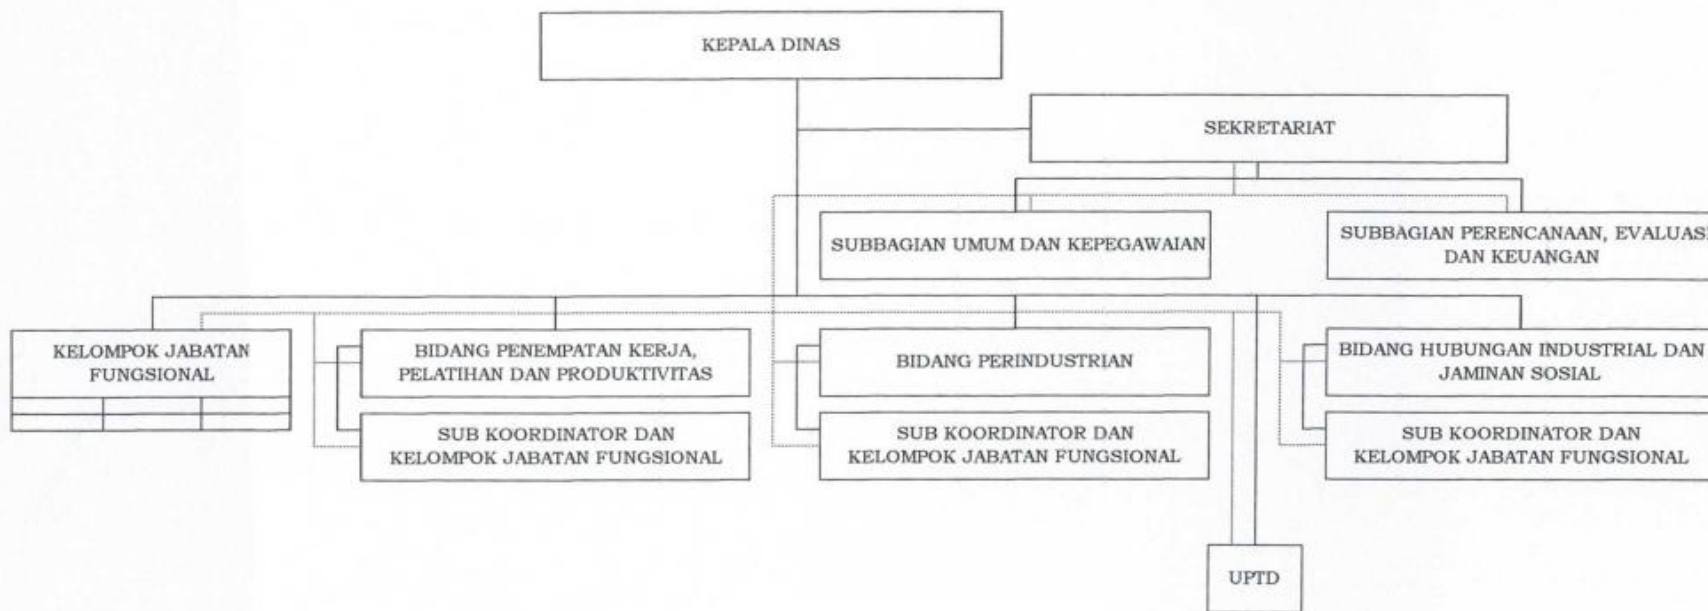 KEPALA DINAS
SEKRETARIAT
SUBBAGIAN UMUM DAN KEPEGAWAIAN
SUBBAGIAN PERENCANAAN, EVALUASI
DAN KEUANGAN
KELOMPOK JABATAN
FUNGSIONAL
BIDANG PENEMPATAN KERJA,
PELATIHAN DAN PRODUKTIVITAS
BIDANG PERINDUSTRIAN
BIDANG HUBUNGAN INDUSTRIAL DAN
JAMINAN SOSIAL
SUB KOORDINATOR DAN
KELOMPOK JABATAN FUNGSIONAL
SUB KOORDINATOR DAN
KELOMPOK JABATAN FUNGSIONAL
SUB KOORDINATOR DAN
KELOMPOK JABATAN FUNGSIONAL
UPTD